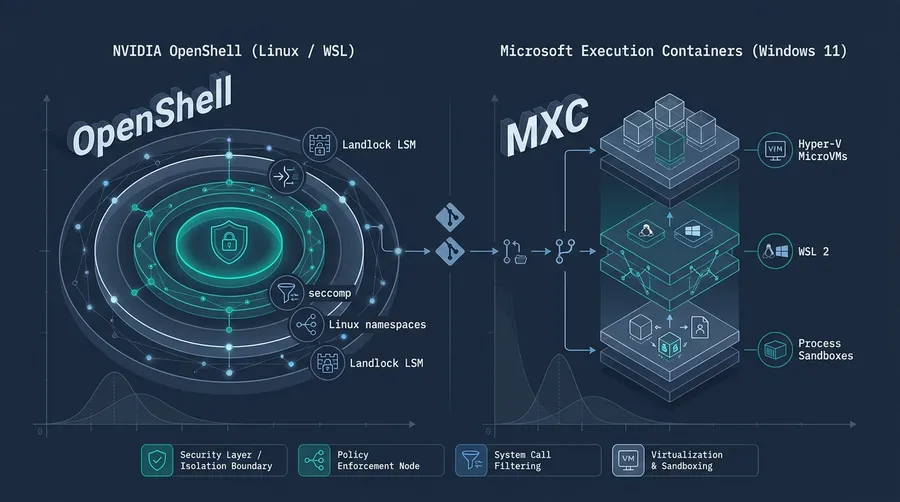 NVIDIA OpenShell (Linux / WSL)
Microsoft Execution Containers (Windows 11)
OpenShell
MXC
Landlock LSM
seccomp
Linux namespaces
Landlock LSM
VM
Hyper-V
MicroVMs
WSL 2
Process
Sandboxes
0
0
Security Layer /
Isolation Boundary
Policy
Enforcement Node
System Call
Filtering
VM
Virtualization
& Sandboxing